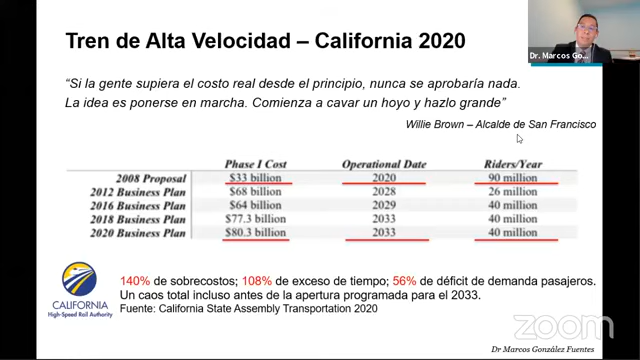 Tren de Alta Velocidad – California 2020
Dr. Marcos Go...
“Si la gente supiera el costo real desde el principio, nunca se aprobaría nada.
La idea es ponerse en marcha. Comienza a cavar un hoyo y hazlo grande”
Willie Brown – Alcalde de San Francisco
Phase I Cost Operational Date Riders/Year
2008 Proposal $33 billion 2020 90 million
2012 Business Plan $68 billion 2028 26 million
2016 Business Plan $64 billion 2029 40 million
2018 Business Plan $77.3 billion 2033 40 million
2020 Business Plan $80.3 billion 2033 40 million
140% de sobrecostos; 108% de exceso de tiempo; 56% de déficit de demanda pasajeros.
Un caos total incluso antes de la apertura programada para el 2033.
Fuente: California State Assembly Transportation 2020
CALIFORNIA
High-Speed Rail Authority
zoom
Dr Marcos González Fuentes